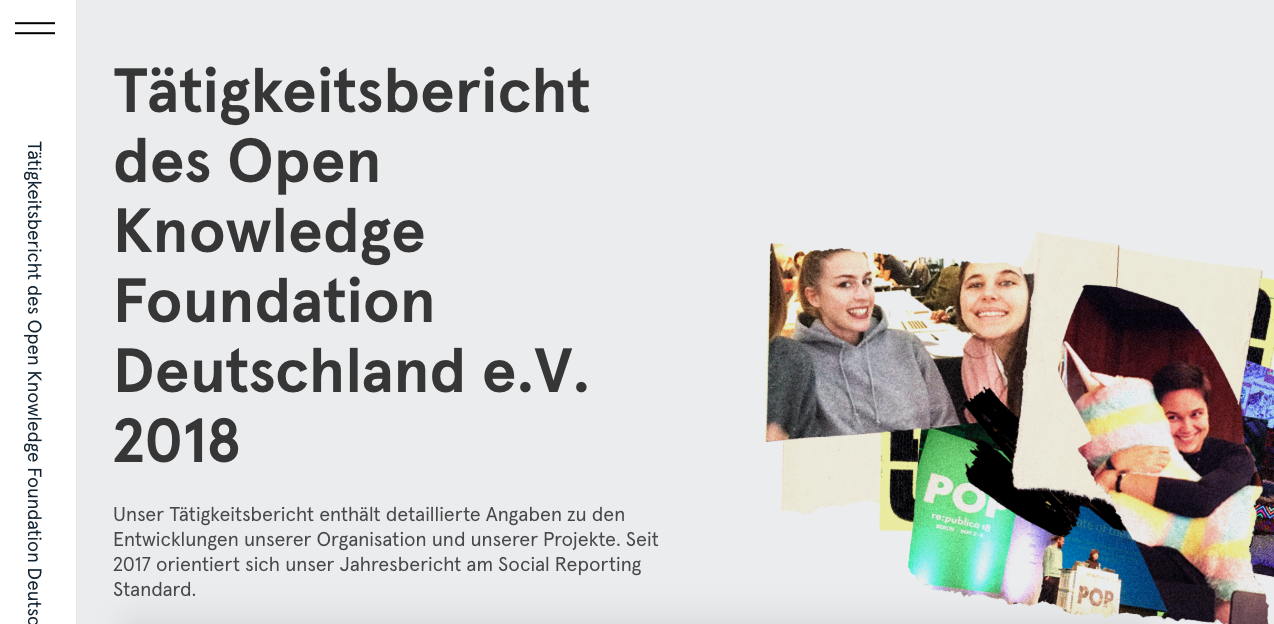 Tätigkeitsbericht
des Open
Knowledge
Foundation
Deutschland e.V.
2018
Unser Tätigkeitsbericht enthält detaillierte Angaben zu den
Entwicklungen unserer Organisation und unserer Projekte. Seit
2017 orientiert sich unser Jahresbericht am Social Reporting
Standard.
Tätigkeitsbericht des Open Knowledge Foundation Deutsc
POP
re:publica 18
BERLIN
POP